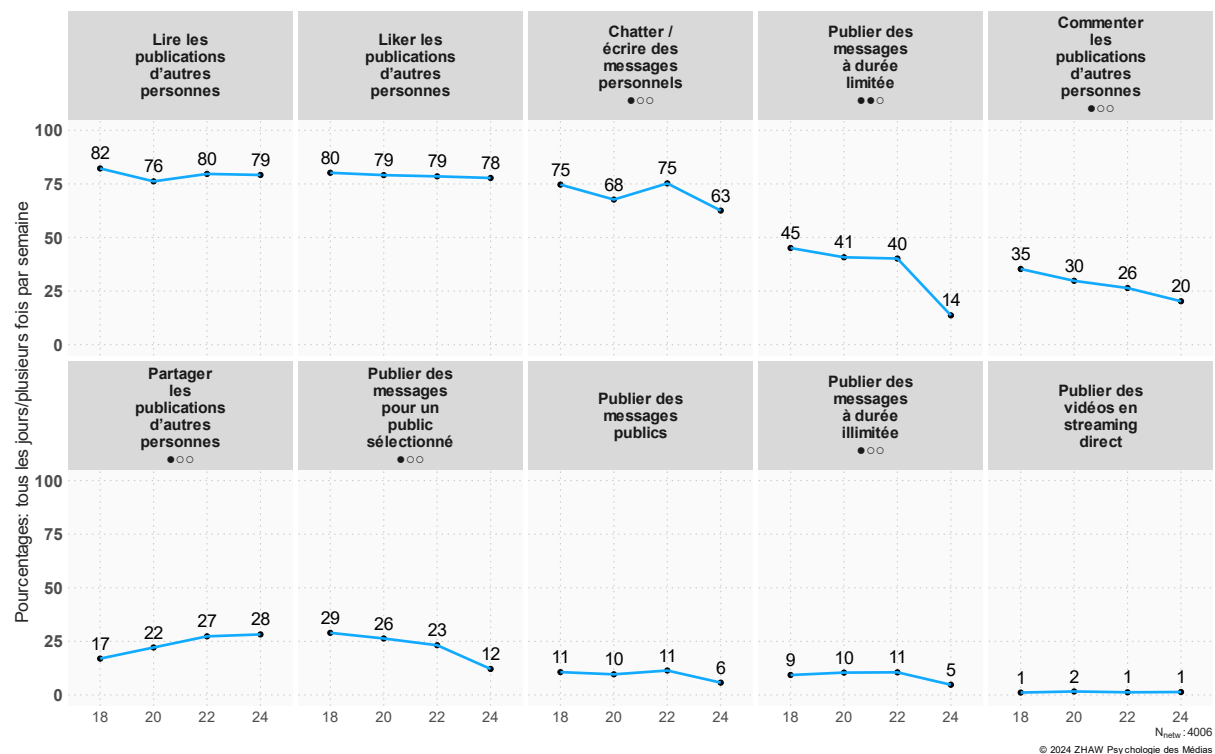 Lire les
publications
d'autres
personnes
Liker les
publications
d'autres
personnes
Chatter /
écrire des
messages
personnels
●○○
Publier des
messages
à durée
limitée
●●○
Commenter
les
publications
d'autres
personnes
●○○
Pourcentages: tous les jours/plusieurs fois par semaine
100
75
50
25
0
82 76 80 79
80 79 79 78
75 68 75 63
45 41 40 14
35 30 26 20
Partager
les
publications
d'autres
personnes
●○○
Publier des
messages
pour un
public
sélectionné
●○○
Publier des
messages
publics
Publier des
messages
à durée
illimitée
●○○
Publier des
vidéos en
streaming
direct
100
75
50
25
0
17 22 27 28
29 26 23 12
11 10 11 6
9 10 11 5
1 2 1 1
18 20 22 24
18 20 22 24
18 20 22 24
18 20 22 24
18 20 22 24
Nnetw: 4006
© 2024 ZHAW Psychologie des Médias